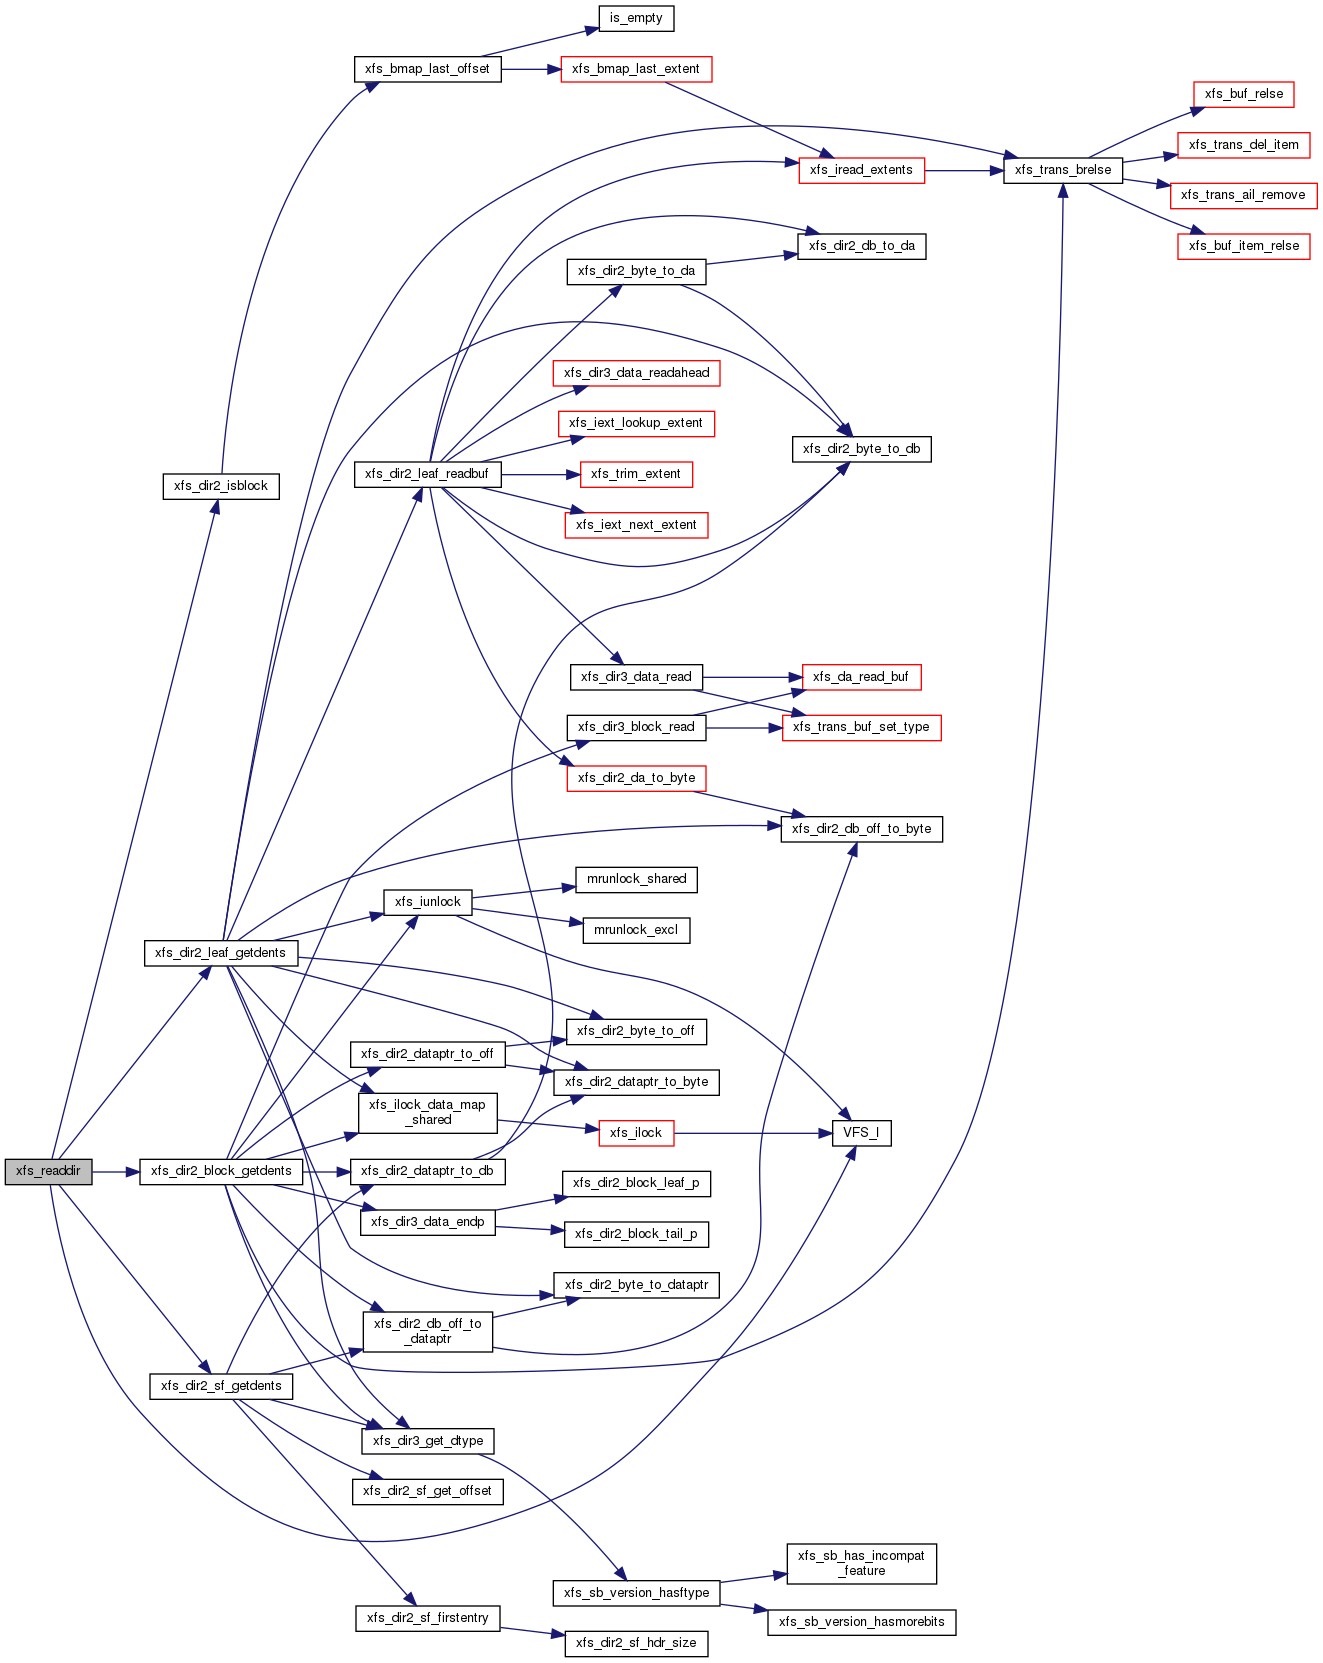 is_empty
xfs_bmap_last_offset
xfs_bmap_last_extent
xfs_buf_relse
xfs_trans_del_item
xfs_iread_extents
xfs_trans_brelse
xfs_trans_ail_remove
xfs_dir2_db_to_da
xfs_buf_item_relse
xfs_dir2_byte_to_da
xfs_dir3_data_readahead
xfs_iext_lookup_extent
xfs_dir2_byte_to_db
xfs_dir2_leaf_readbuf
xfs_trim_extent
xfs_dir2_isblock
xfs_iext_next_extent
xfs_dir3_data_read
xfs_da_read_buf
xfs_dir3_block_read
xfs_trans_buf_set_type
xfs_dir2_da_to_byte
xfs_dir2_db_off_to_byte
mrunlock_shared
xfs_iunlock
mrunlock_excl
xfs_dir2_leaf_getdents
xfs_dir2_byte_to_off
xfs_dir2_dataptr_to_off
xfs_dir2_dataptr_to_byte
xfs_ilock_data_map
_shared
xfs_ilock
VFS_I
xfs_readdir
xfs_dir2_block_getdents
xfs_dir2_dataptr_to_db
xfs_dir2_block_leaf_p
xfs_dir3_data_endp
xfs_dir2_block_tail_p
xfs_dir2_byte_to_dataptr
xfs_dir2_db_off_to
_dataptr
xfs_dir2_sf_getdents
xfs_dir3_get_dtype
xfs_dir2_sf_get_offset
xfs_sb_has_incompat
_feature
xfs_sb_version_hasftype
xfs_dir2_sf_firstentry
xfs_sb_version_hasmorebits
xfs_dir2_sf_hdr_size